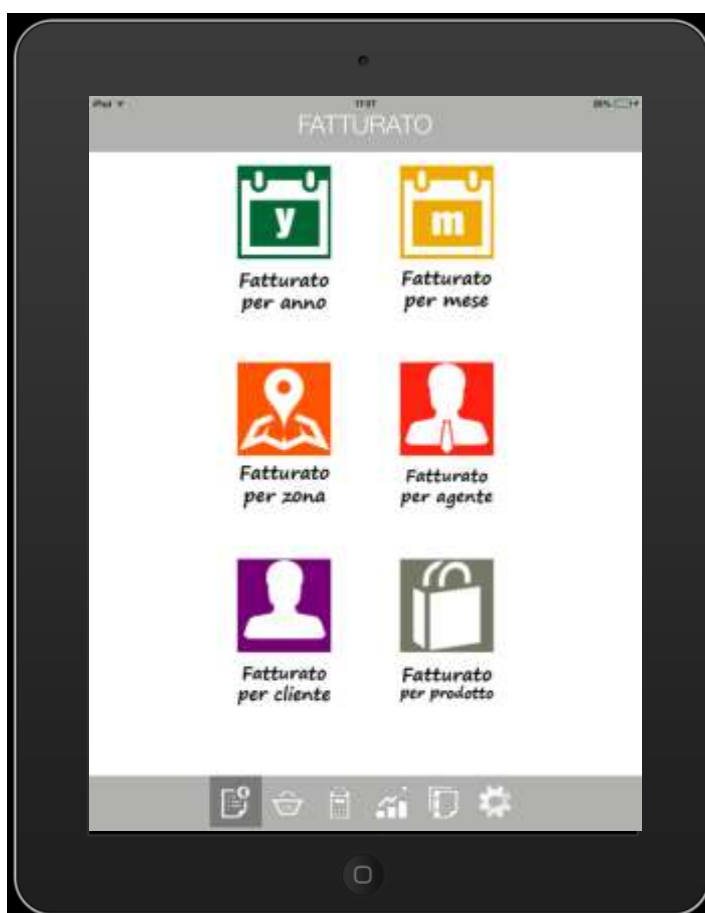 iPad
FATTURATO
y
m
Fatturato
per anno
Fatturato
per mese
Fatturato
per zona
Fatturato
per agente
Fatturato
per cliente
Fatturato
per prodotto